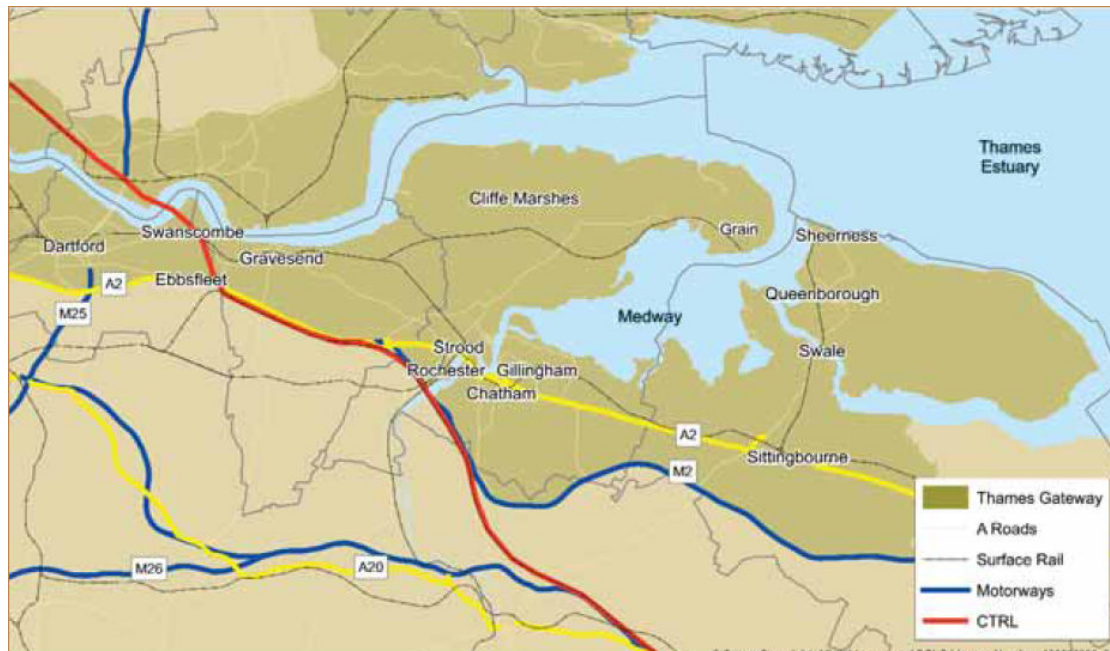 Thames
Estuary
Cliffe Marshes
Grain
Sheerness
Swanscombe
Dartford
Gravesend
Ebbsfleet
A2
M25
Queenborough
Medway
Strood
Swale
Rochester
Gillingham
Chatham
A2
Sittingbourne
M2
Thames Gateway
A Roads
Surface Rail
Motorways
CTRL
M26
A20